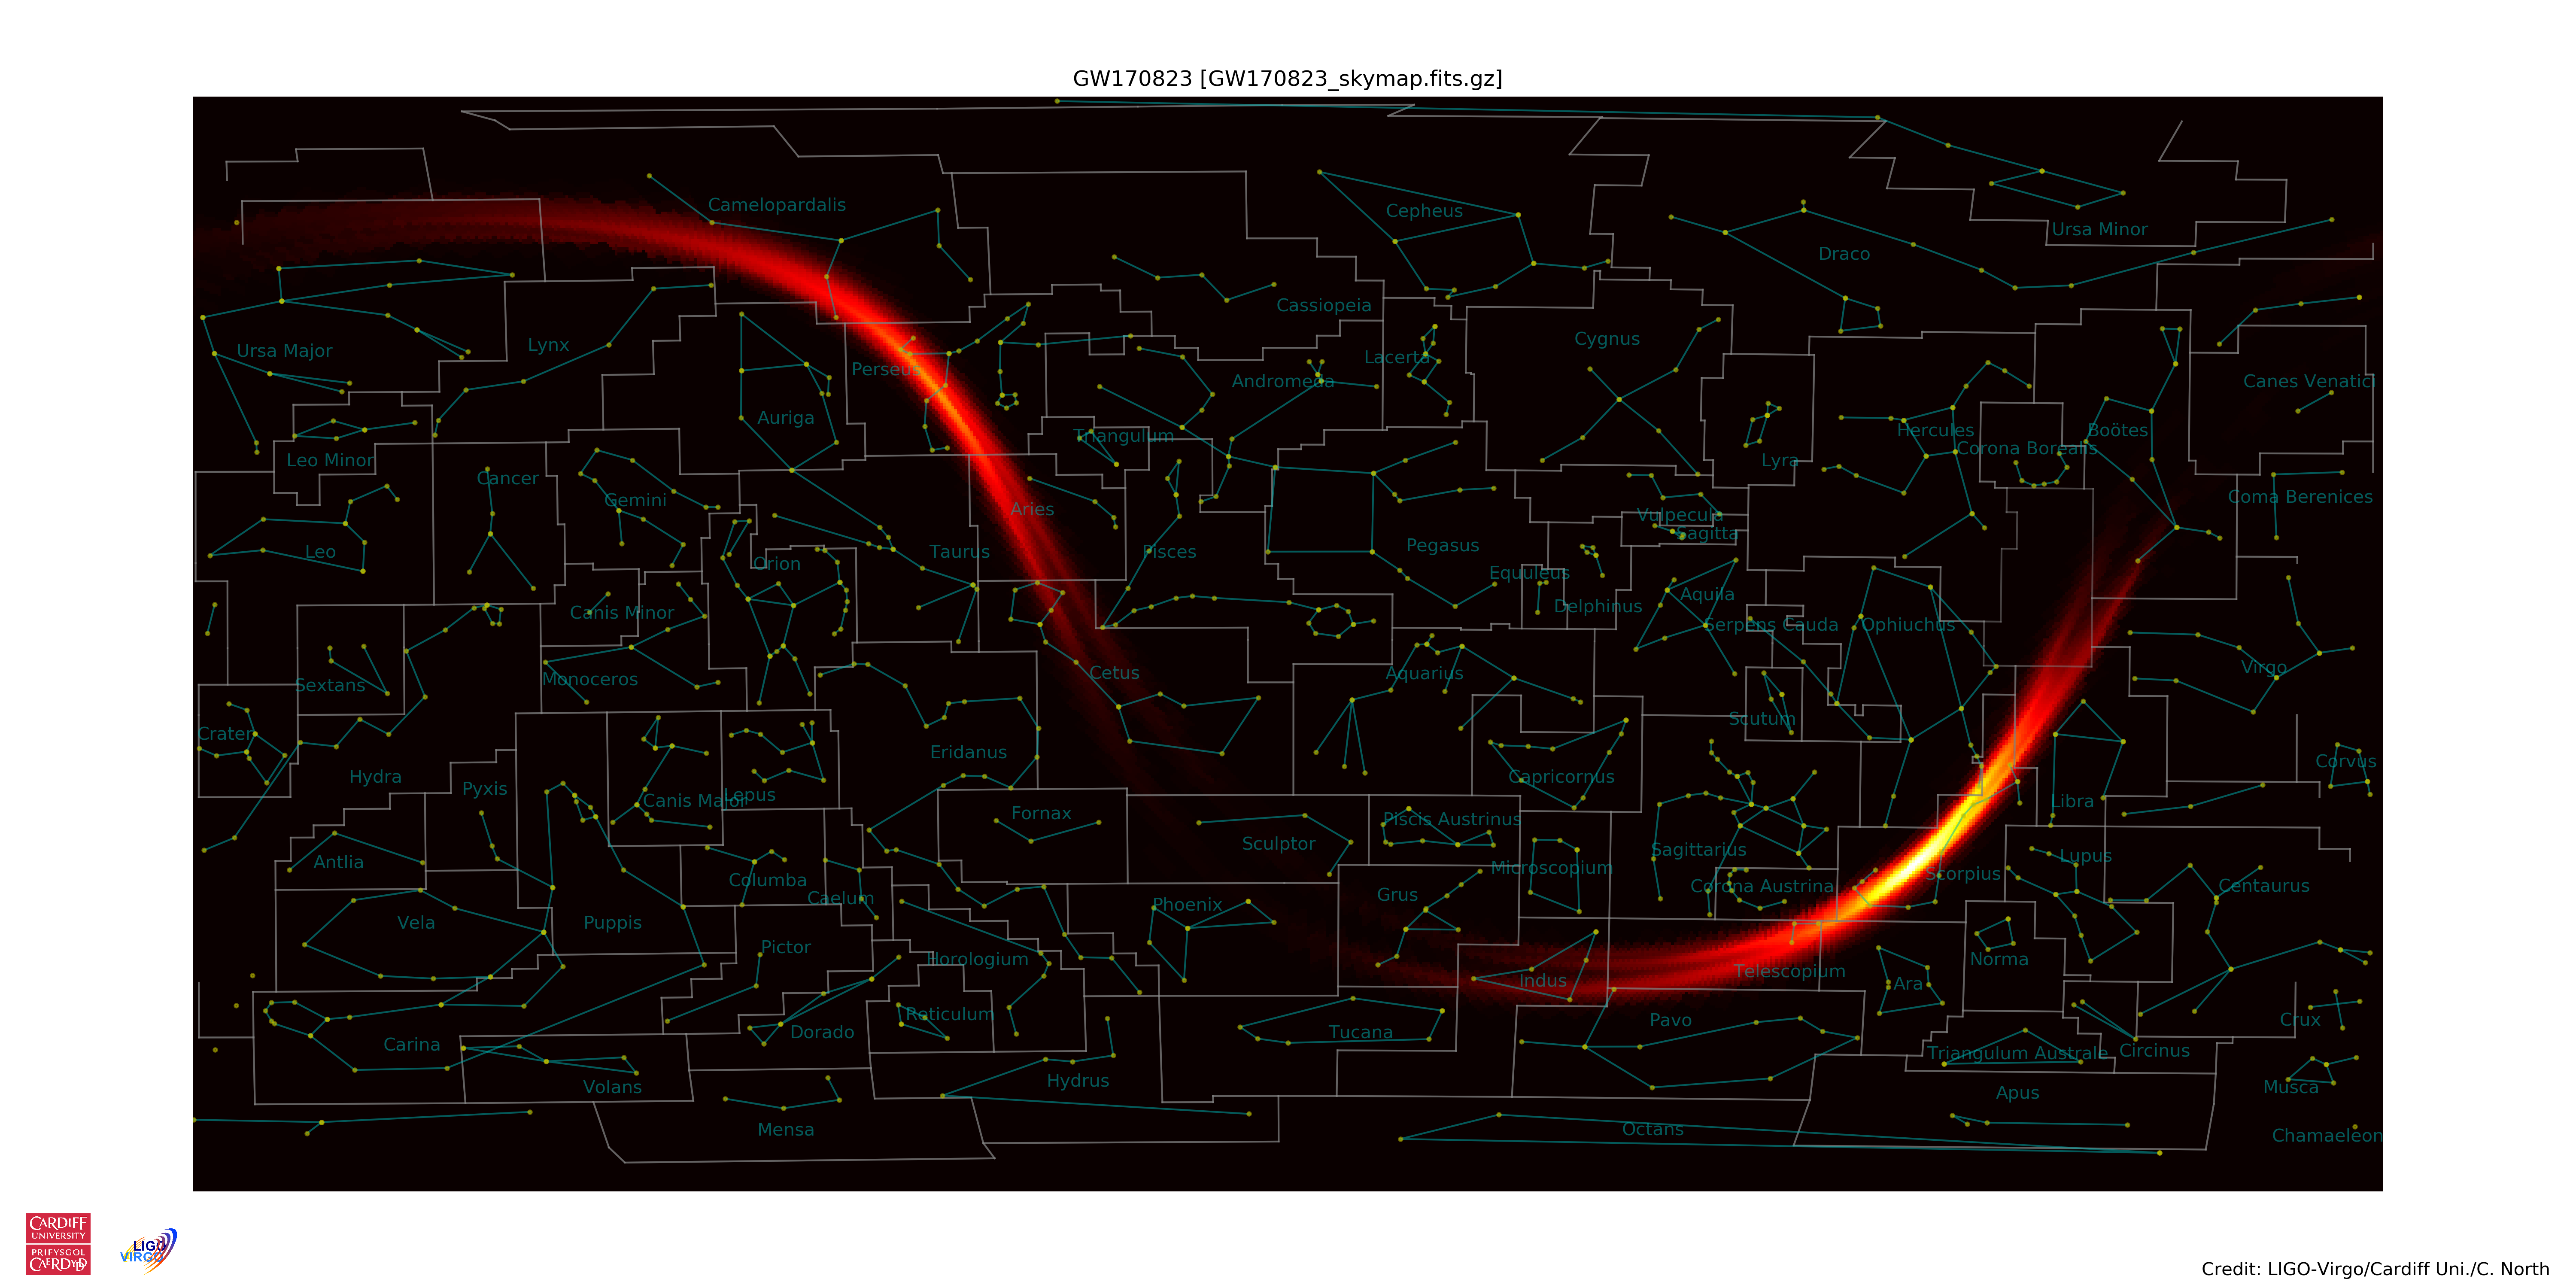 GW170823 [GW170823_skymap.fits.gz]
Camelopardalis
Cepheus
Ursa Minor
Draco
Cassiopeia
Ursa Major
Lynx
Cygnus
Lacerta
Perseus
Andromeda
Canes Venatici
Auriga
Triangulum
Hercules
Boötes
Corona Borealis
Leo Minor
Lyra
Cancer
Gemini
Coma Berenices
Aries
Vulpecula
Sagitta
Leo
Taurus
Pisces
Pegasus
Orion
Equuleus
Aquila
Delphinus
Canis Minor
Serpens Cauda
Ophiuchus
Virgo
Cetus
Aquarius
Monoceros
Sextans
Scutum
Crater
Eridanus
Corvus
Hydra
Capricornus
Pyxis
Lepus
Canis Major
Libra
Fornax
Piscis Austrinus
Sculptor
Sagittarius
Lupus
Antlia
Microscopium
Scorpius
Columba
Corona Austrina
Centaurus
Grus
Caelum
Phoenix
Vela
Puppis
Pictor
Horologium
Norma
Telescopium
Indus
Ara
Reticulum
Pavo
Crux
Dorado
Tucana
Carina
Circinus
Triangulum Australe
Hydrus
Volans
Musca
Apus
Mensa
Octans
Chamaeleon
CARDIFF
UNIVERSITY
PRIFYSGOL
CAERDYDD
LIGO
VIRGO
Credit: LIGO-Virgo/Cardiff Uni./C. North